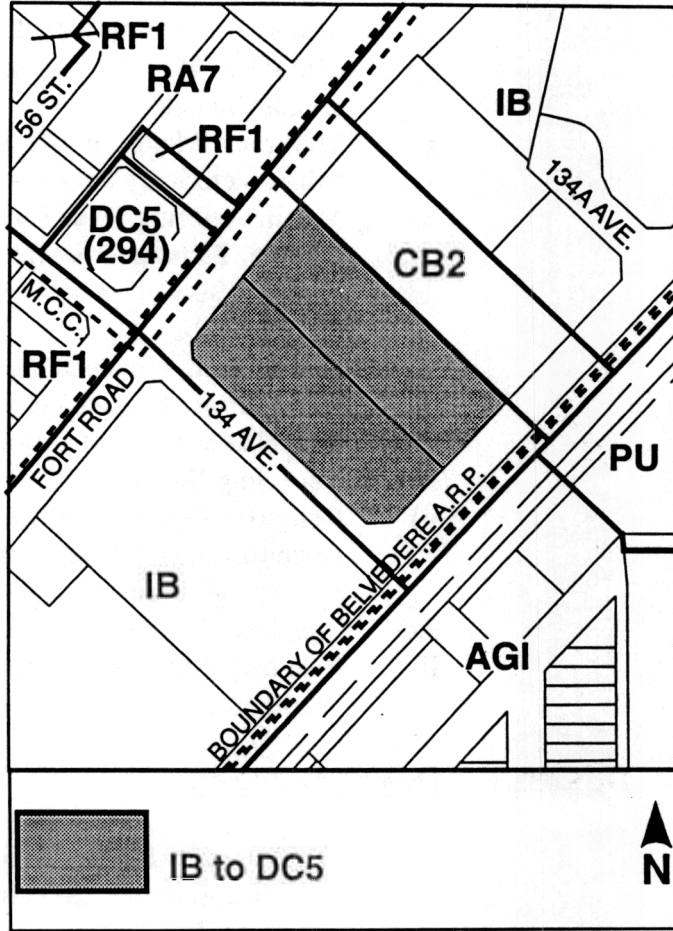 RF1
RA7
56 ST.
RF1
IB
134A AVE.
DC5
(294)
CB2
M.C.C.
RF1
FORT ROAD
134 AVE.
PU
IB
BOUNDARY OF BELVEDERE A.R.P.
AGI
IB to DC5
N